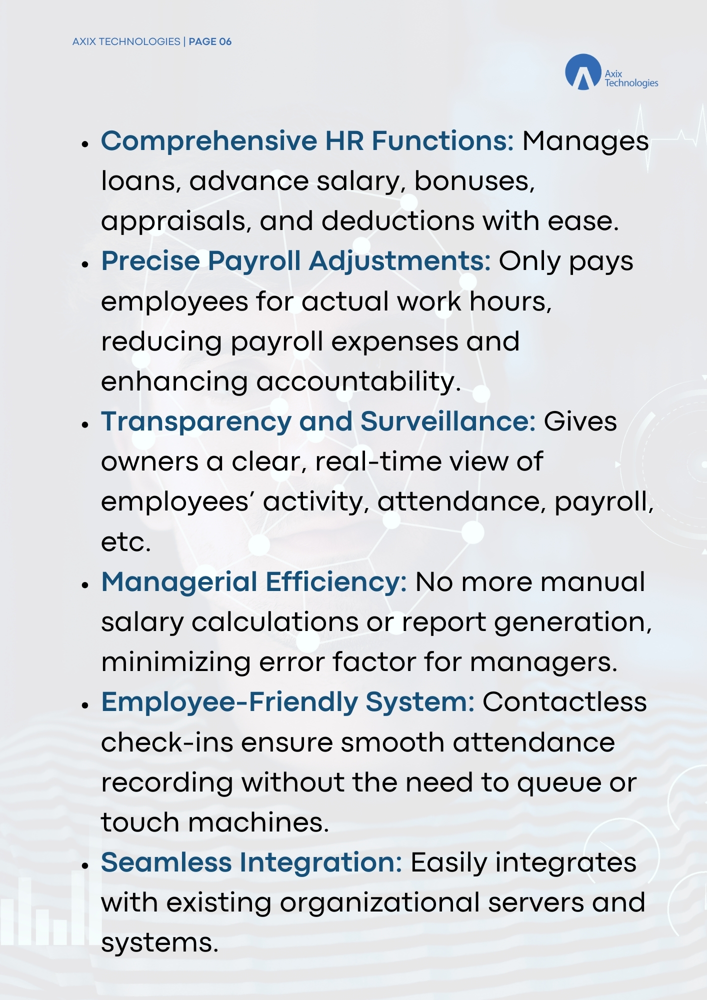 AXIX TECHNOLOGIES | PAGE 06
Axix
Technologies
• Comprehensive HR Functions: Manages
loans, advance salary, bonuses,
appraisals, and deductions with ease.
• Precise Payroll Adjustments: Only pays
employees for actual work hours,
reducing payroll expenses and
enhancing accountability.
• Transparency and Surveillance: Gives
owners a clear, real-time view of
employees’ activity, attendance, payroll,
etc.
• Managerial Efficiency: No more manual
salary calculations or report generation,
minimizing error factor for managers.
• Employee-Friendly System: Contactless
check-ins ensure smooth attendance
recording without the need to queue or
touch machines.
• Seamless Integration: Easily integrates
with existing organizational servers and
systems.